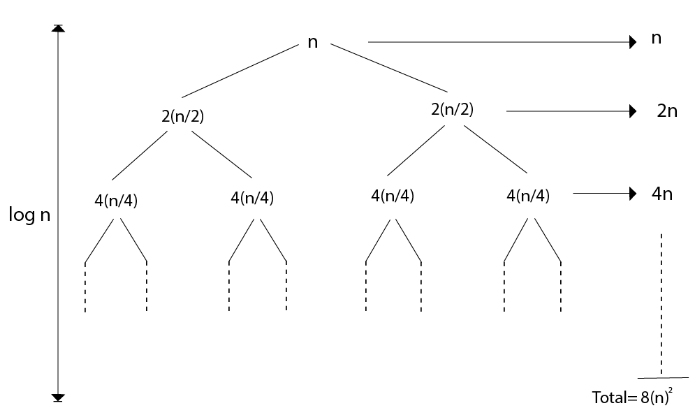 n
n
2(n/2)
2(n/2)
2n
4(n/4)
4(n/4)
4(n/4)
4(n/4)
4n
log n
Total= 8(n)²